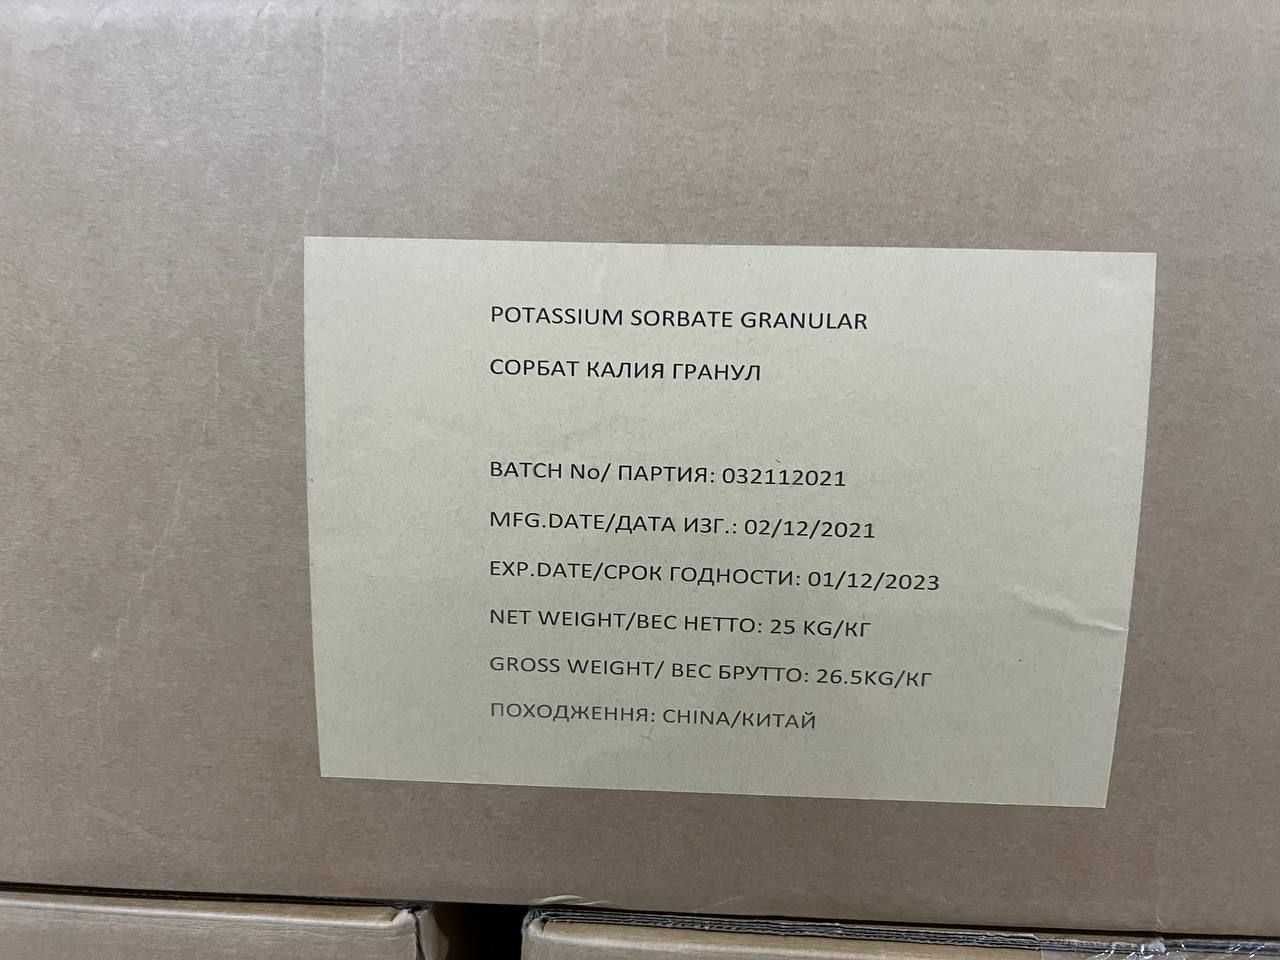 POTASSIUM SORBATE GRANULAR
СОРБАТ КАЛИЯ ГРАНУЛ
BATCH No/ ПАРТИЯ: 032112021
MFG.DATE/ДАТА ИЗГ.: 02/12/2021
EXP.DATE/СРОК ГОДНОСТИ: 01/12/2023
NET WEIGHT/ВЕС НЕТТО: 25 KG/КГ
GROSS WEIGHT/ ВЕС БРУТТО: 26.5KG/КГ
ПОХОДЖЕННЯ: CHINA/КИТАЙ